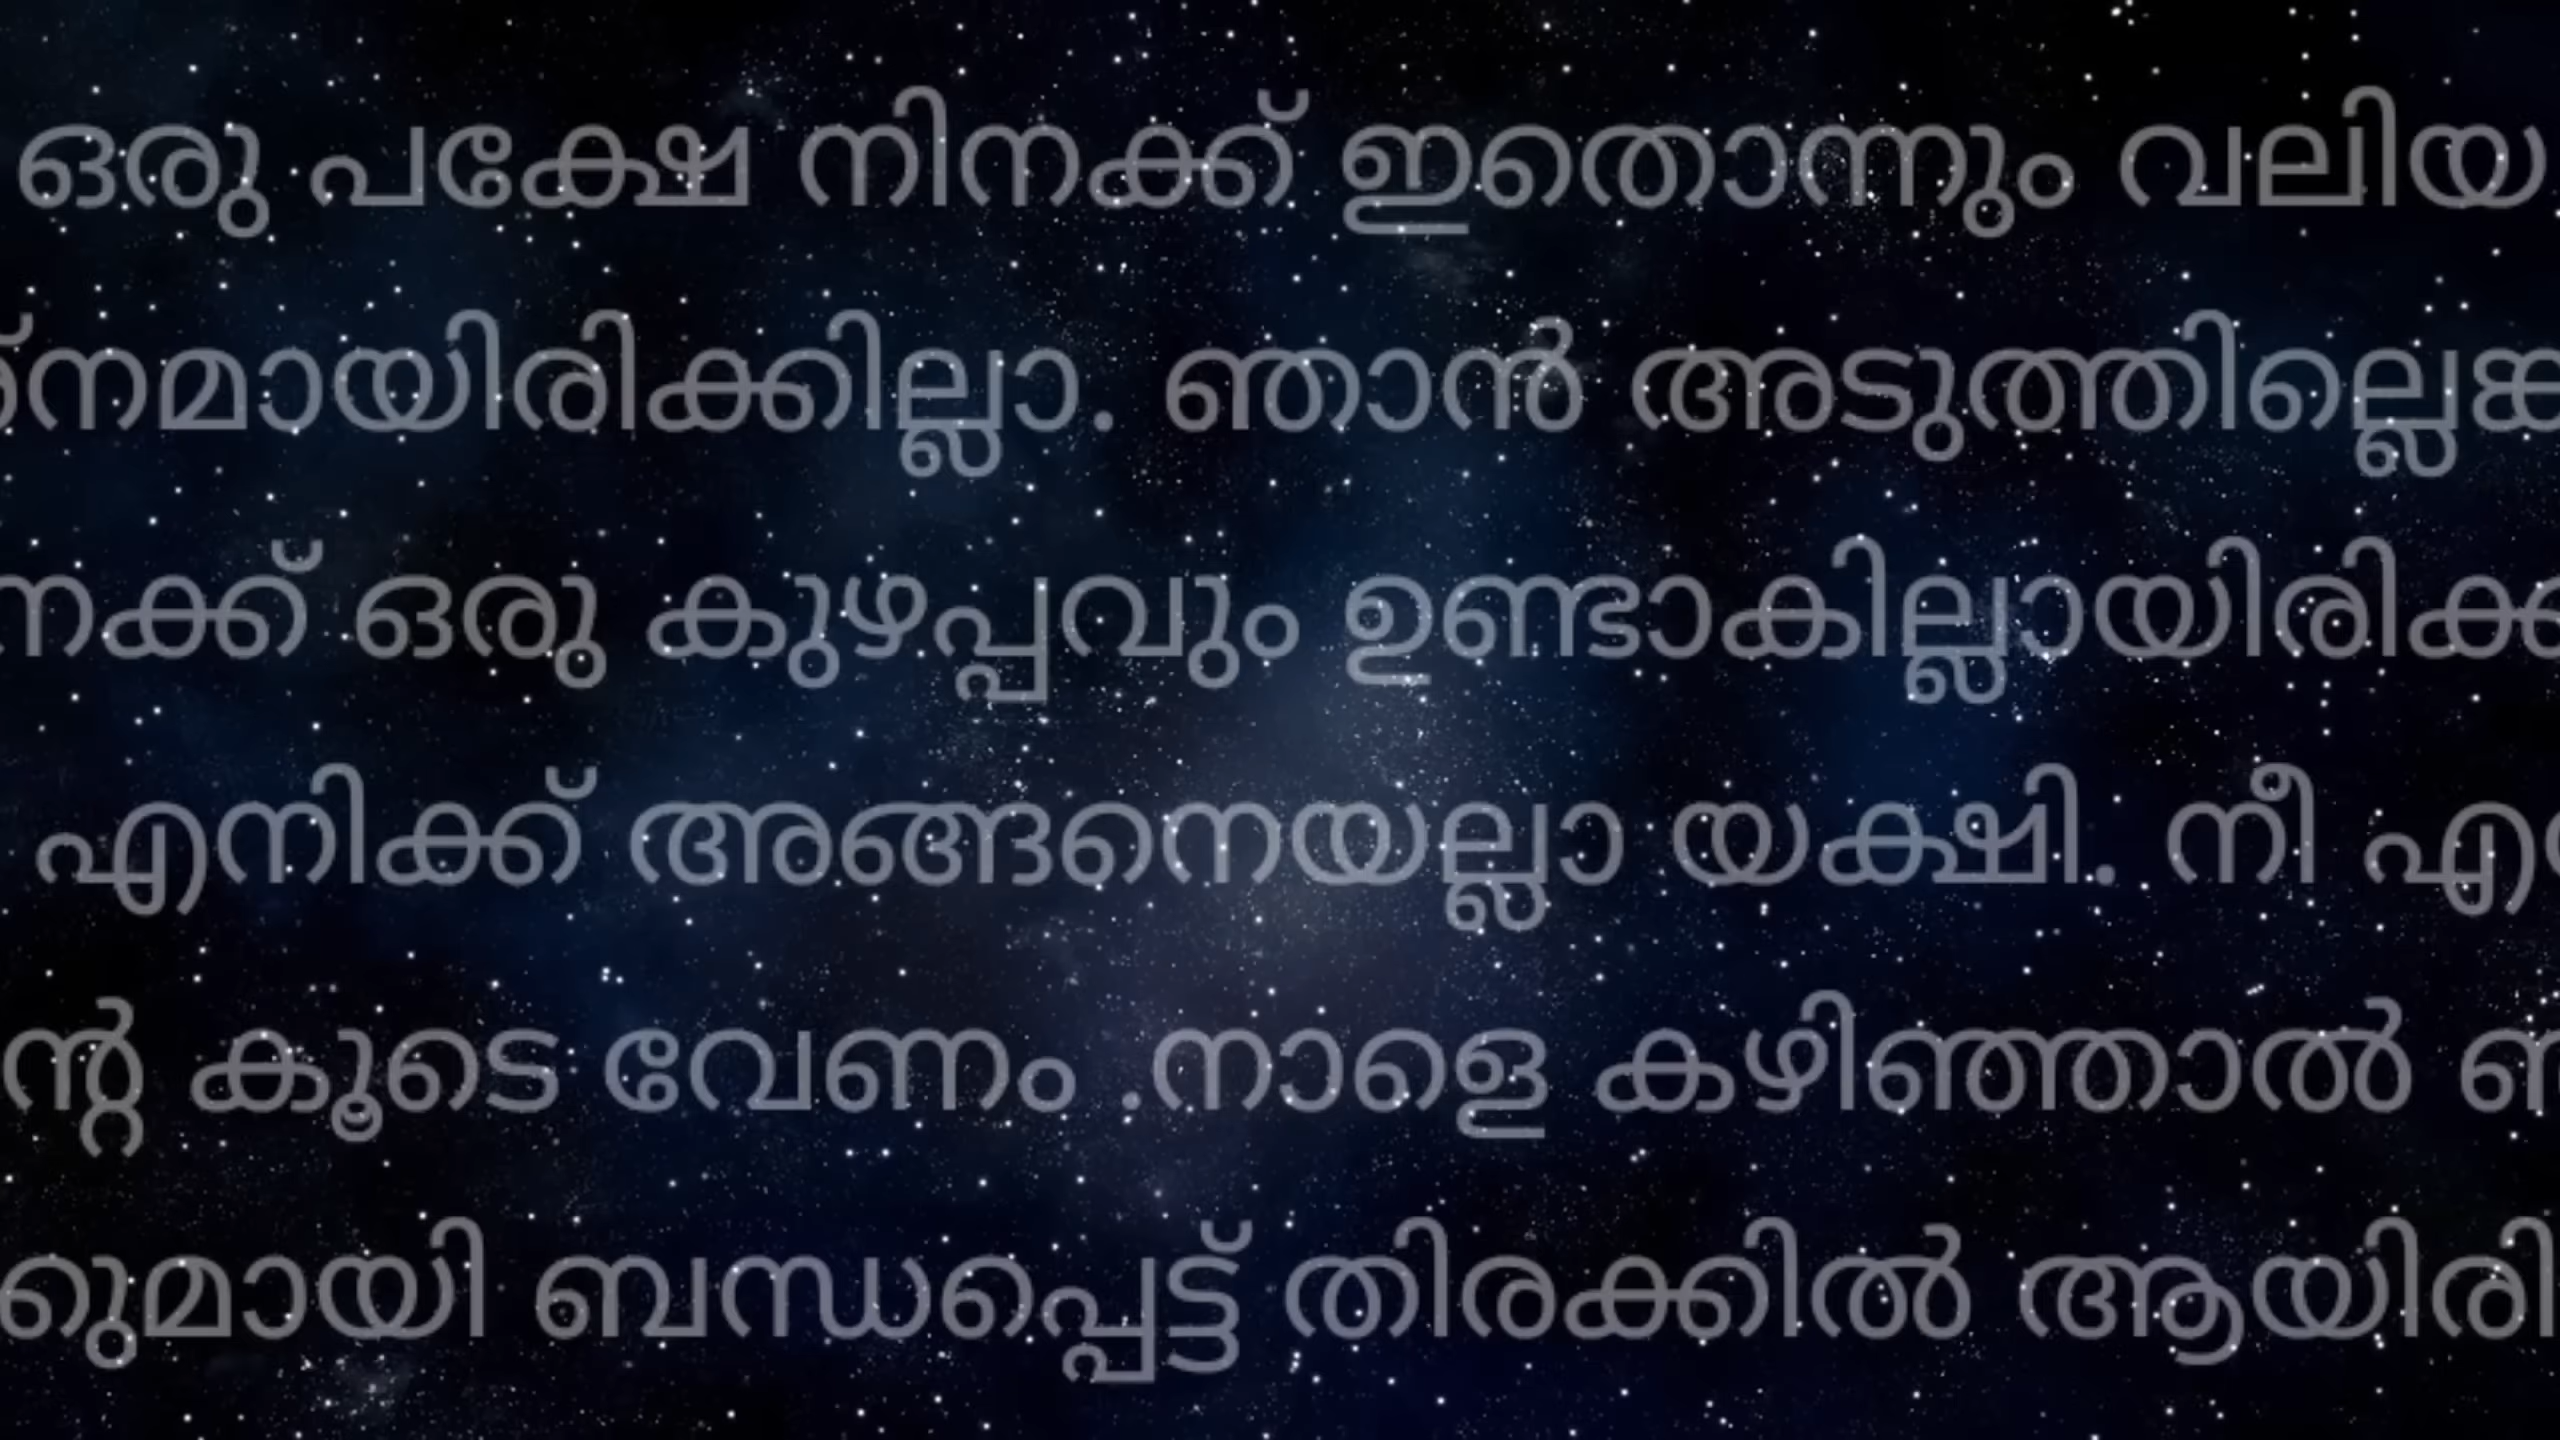 ഒരു പക്ഷേ നിനക്ക് ഇതൊന്നും വലിയ
ഞാൻ അടുത്തില്ലെങ്ക
നക്ക് ഒരു കുഴപ്പവും ഉണ്ടാകില്ലായിരിക്ക
എനിക്ക് അങ്ങനെയല്ലാ യക്ഷി. നീ എ
ന്റ കൂടെ വേണം .നാളെ കഴിഞ്ഞാൽ
റുമായി ബന്ധപ്പെട്ട് തിരക്കിൽ ആയിരി